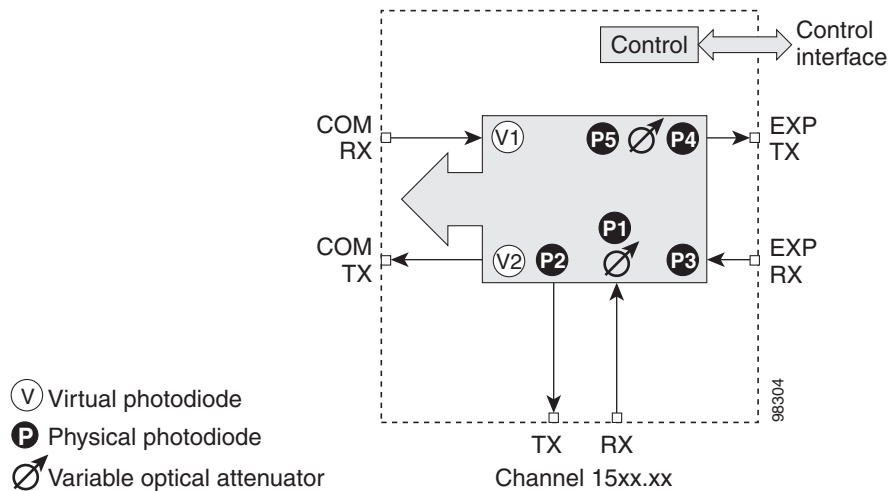 Control
Control
interface
COM
RX
V1
P5
P4
EXP
TX
P1
COM
TX
V2
P2
P3
EXP
RX
98304
V Virtual photodiode
P Physical photodiode
Variable optical attenuator
TX RX
Channel 15xx.xx